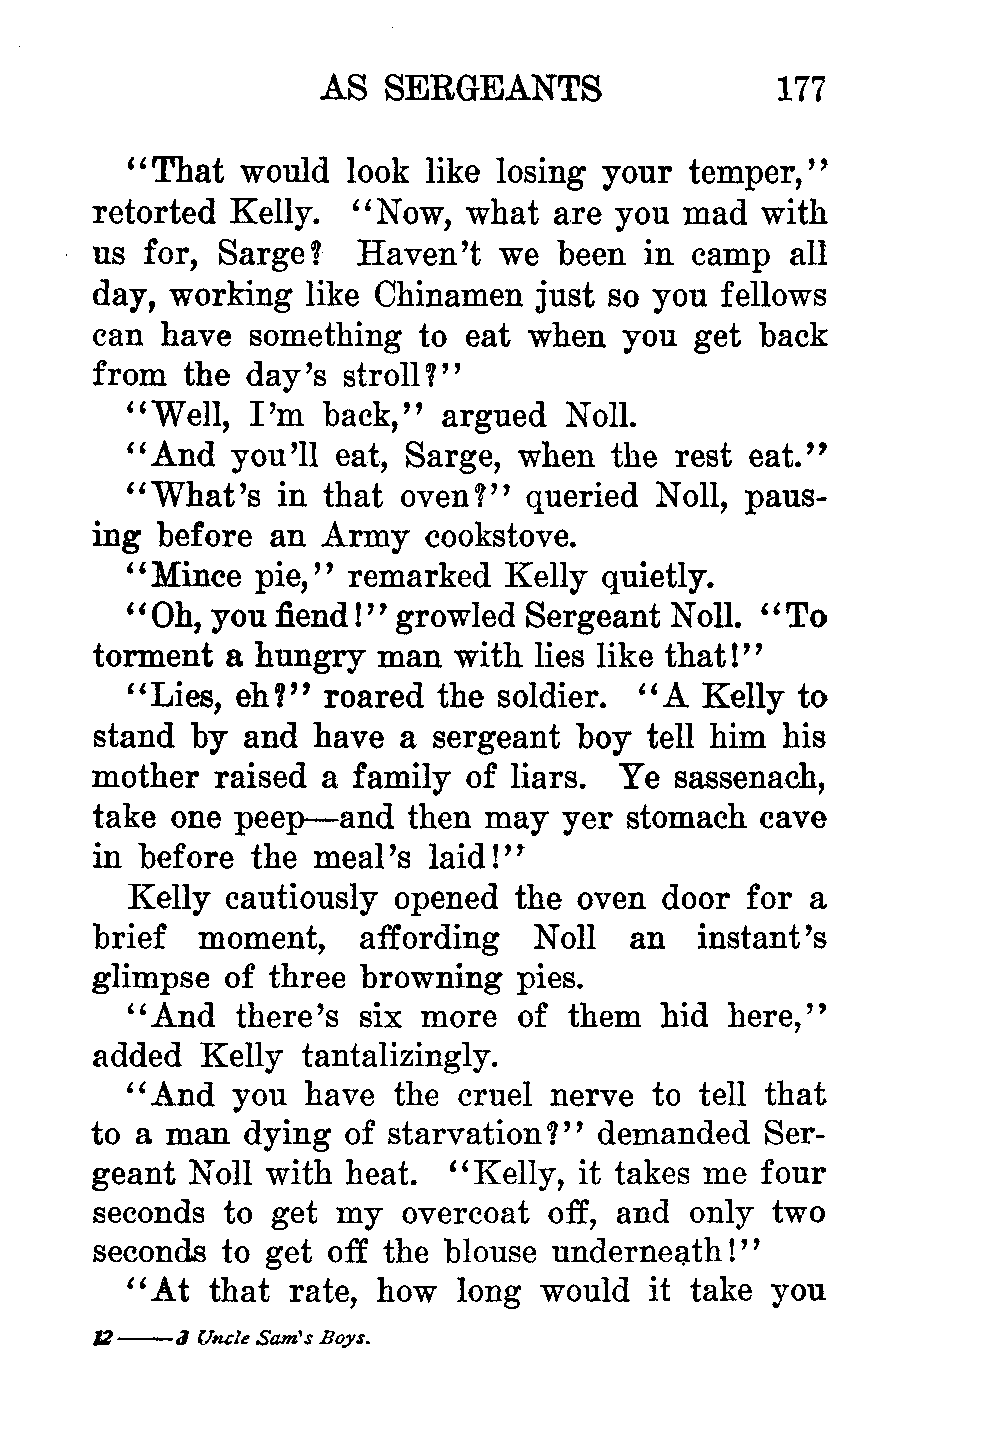 AS SERGEANTS 177
“That would look like losing your temper,”
retorted Kelly. “Now, what are you mad with
us for, Sarge? Haven’t we been in camp all
day, working like Chinamen just so you fellows
can have something to eat when you get back
from the day’s stroll?”
“Well, I’m back,” argued Noll.
“And you’ll eat, Sarge, when the rest eat.”
“What’s in that oven?” queried Noll, paus-
ing before an Army cookstove.
“Mince pie,” remarked Kelly quietly.
“Oh, you fiend!” growled Sergeant Noll. “To
torment a hungry man with lies like that!”
“Lies, eh?” roared the soldier. “A Kelly to
stand by and have a sergeant boy tell him his
mother raised a family of liars. Ye sassenach,
take one peep—and then may yer stomach cave
in before the meal’s laid!”
Kelly cautiously opened the oven door for a
brief moment, affording Noll an instant’s
glimpse of three browning pies.
“And there’s six more of them hid here,”
added Kelly tantalizingly.
“And you have the cruel nerve to tell that
to a man dying of starvation?” demanded Ser-
geant Noll with heat. “Kelly, it takes me four
seconds to get my overcoat off, and only two
seconds to get off the blouse underneath!”
“At that rate, how long would it take you
12——3 Uncle Sam’s Boys.